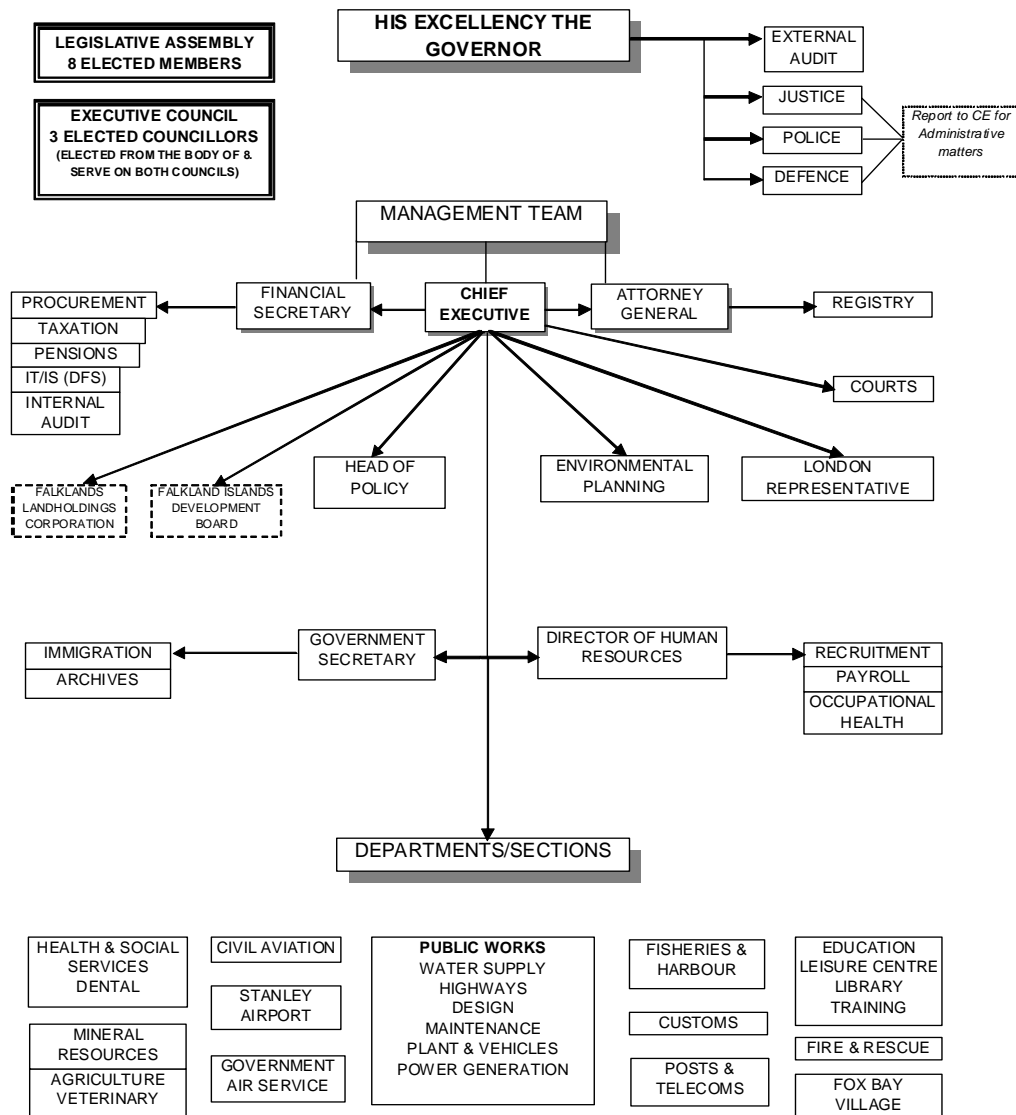 LEGISLATIVE ASSEMBLY
8 ELECTED MEMBERS
EXECUTIVE COUNCIL
3 ELECTED COUNCILLORS
(ELECTED FROM THE BODY OF 8.
SERVE ON BOTH COUNCILS)
HIS EXCELLENCY THE
GOVERNOR
EXTERNAL
AUDIT
JUSTICE
POLICE
DEFENCE
Report to CE for
Administrative
matters
MANAGEMENT TEAM
PROCUREMENT
TAXATION
PENSIONS
IT/IS (DFS)
INTERNAL
AUDIT
FINANCIAL
SECRETARY
CHIEF
EXECUTIVE
ATTORNEY
GENERAL
REGISTRY
COURTS
FALKLANDS
LANDHOLDINGS
CORPORATION
FALKLAND ISLANDS
DEVELOPMENT
BOARD
HEAD OF
POLICY
ENVIRONMENTAL
PLANNING
LONDON
REPRESENTATIVE
IMMIGRATION
ARCHIVES
GOVERNMENT
SECRETARY
DIRECTOR OF HUMAN
RESOURCES
RECRUITMENT
PAYROLL
OCCUPATIONAL
HEALTH
DEPARTMENTS/SECTIONS
HEALTH & SOCIAL
SERVICES
DENTAL
MINERAL
RESOURCES
AGRICULTURE
VETERINARY
CIVIL AVIATION
STANLEY
AIRPORT
GOVERNMENT
AIR SERVICE
PUBLIC WORKS
WATER SUPPLY
HIGHWAYS
DESIGN
MAINTENANCE
PLANT & VEHICLES
POWER GENERATION
FISHERIES &
HARBOUR
CUSTOMS
POSTS &
TELECOMS
EDUCATION
LEISURE CENTRE
LIBRARY
TRAINING
FIRE & RESCUE
FOX BAY
VILLAGE